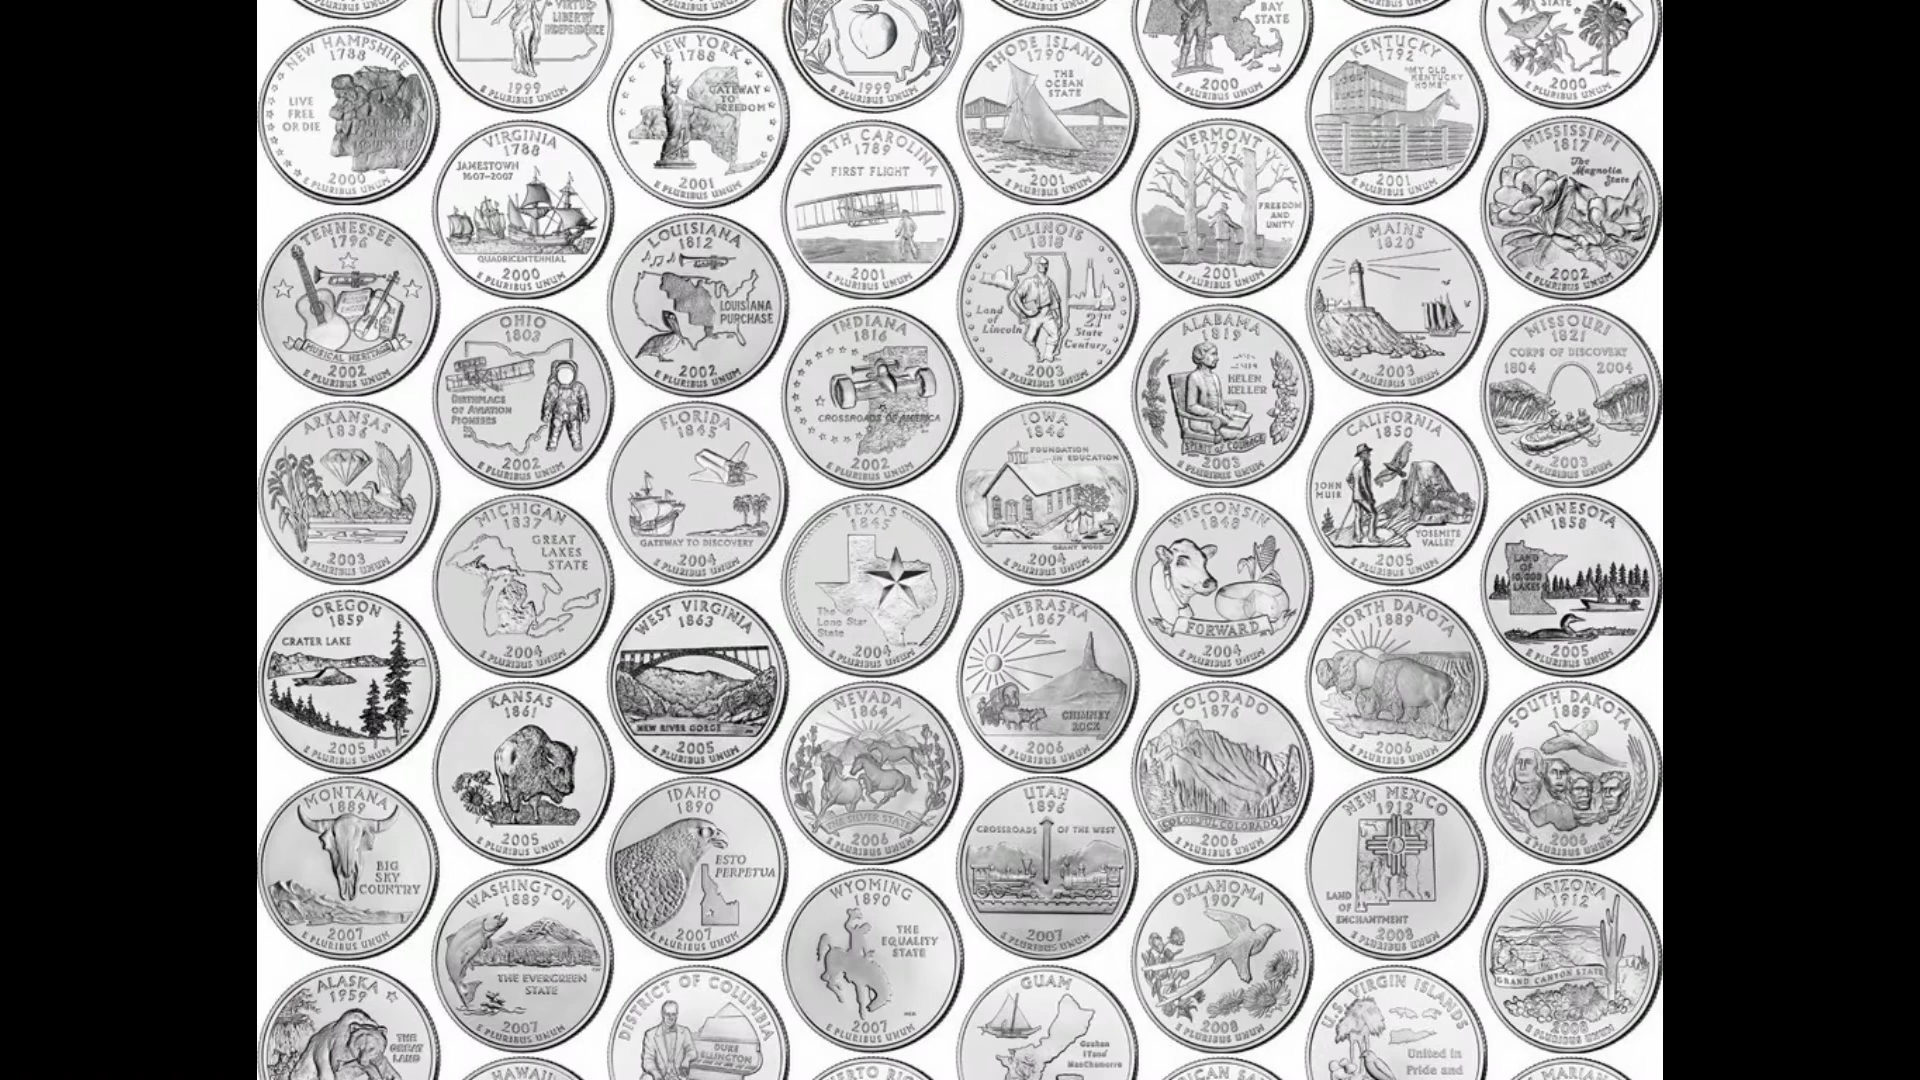 VIRTUE
LIBERTY
INDEPENDENCE
1999
E PLURIBUS UNUM
1999
E PLURIBUS UNUM
BAY
STATE
2000
E PLURIBUS UNUM
STATE
2000
E PLURIBUS UNUM
NEW HAMPSHIRE
1788
LIVE
FREE
OR DIE
2000
E PLURIBUS UNUM
NEW YORK
1788
GATEWAY
TO
FREEDOM
2001
E PLURIBUS UNUM
RHODE ISLAND
1790
THE
OCEAN
STATE
2001
E PLURIBUS UNUM
KENTUCKY
1792
"MY OLD
KENTUCKY
HOME"
2001
E PLURIBUS UNUM
VIRGINIA
1788
JAMESTOWN
1607-2007
QUADRICENTENNIAL
2000
E PLURIBUS UNUM
NORTH CAROLINA
1789
FIRST FLIGHT
2001
E PLURIBUS UNUM
VERMONT
1791
FREEDOM
AND
UNITY
2001
E PLURIBUS UNUM
MISSISSIPPI
1817
The
Magnolia
State
2002
E PLURIBUS UNUM
TENNESSEE
1796
MUSICAL HERITAGE
2002
E PLURIBUS UNUM
LOUISIANA
1812
LOUISIANA
PURCHASE
2002
E PLURIBUS UNUM
ILLINOIS
1818
Land
of
Lincoln
21st
State
Century
2003
E PLURIBUS UNUM
MAINE
1820
2003
E PLURIBUS UNUM
OHIO
1803
BIRTHPLACE
OF AVIATION
PIONEERS
2002
E PLURIBUS UNUM
INDIANA
1816
CROSSROADS OF AMERICA
2002
E PLURIBUS UNUM
ALABAMA
1819
HELEN
KELLER
SPIRIT of COURAGE
2003
E PLURIBUS UNUM
MISSOURI
1821
CORPS OF DISCOVERY
1804 2004
2003
E PLURIBUS UNUM
ARKANSAS
1836
2003
E PLURIBUS UNUM
FLORIDA
1845
GATEWAY TO DISCOVERY
2004
E PLURIBUS UNUM
IOWA
1846
FOUNDATION
IN EDUCATION
GRANT WOOD
2004
E PLURIBUS UNUM
CALIFORNIA
1850
JOHN
MUIR
YOSEMITE
VALLEY
2005
E PLURIBUS UNUM
MICHIGAN
1837
GREAT
LAKES
STATE
2004
E PLURIBUS UNUM
TEXAS
1845
The
Lone Star
State
2004
E PLURIBUS UNUM
WISCONSIN
1848
FORWARD
2004
E PLURIBUS UNUM
MINNESOTA
1858
LAND
OF
10,000
LAKES
2005
E PLURIBUS UNUM
OREGON
1859
CRATER LAKE
2005
E PLURIBUS UNUM
WEST VIRGINIA
1863
NEW RIVER GORGE
2005
E PLURIBUS UNUM
NEBRASKA
1867
CHIMNEY
ROCK
2006
E PLURIBUS UNUM
NORTH DAKOTA
1889
2006
E PLURIBUS UNUM
KANSAS
1861
2005
E PLURIBUS UNUM
NEVADA
1864
THE SILVER STATE
2006
E PLURIBUS UNUM
COLORADO
1876
COLORFUL COLORADO
2006
E PLURIBUS UNUM
SOUTH DAKOTA
1889
2006
E PLURIBUS UNUM
MONTANA
1889
BIG
SKY
COUNTRY
2007
E PLURIBUS UNUM
IDAHO
1890
ESTO
PERPETUA
2007
E PLURIBUS UNUM
UTAH
1896
CROSSROADS OF THE WEST
2007
E PLURIBUS UNUM
NEW MEXICO
1912
LAND
OF
ENCHANTMENT
2008
E PLURIBUS UNUM
WASHINGTON
1889
THE EVERGREEN
STATE
2007
E PLURIBUS UNUM
WYOMING
1890
THE
EQUALITY
STATE
2007
E PLURIBUS UNUM
OKLAHOMA
1907
2008
E PLURIBUS UNUM
ARIZONA
1912
GRAND CANYON STATE
2008
E PLURIBUS UNUM
ALASKA
1959
THE
GREAT
LAND
DISTRICT OF COLUMBIA
DUKE
ELLINGTON
GUAM
Guahan
ITano'
ManChamorro
U.S. VIRGIN ISLANDS
United in
Pride and
HAWAII